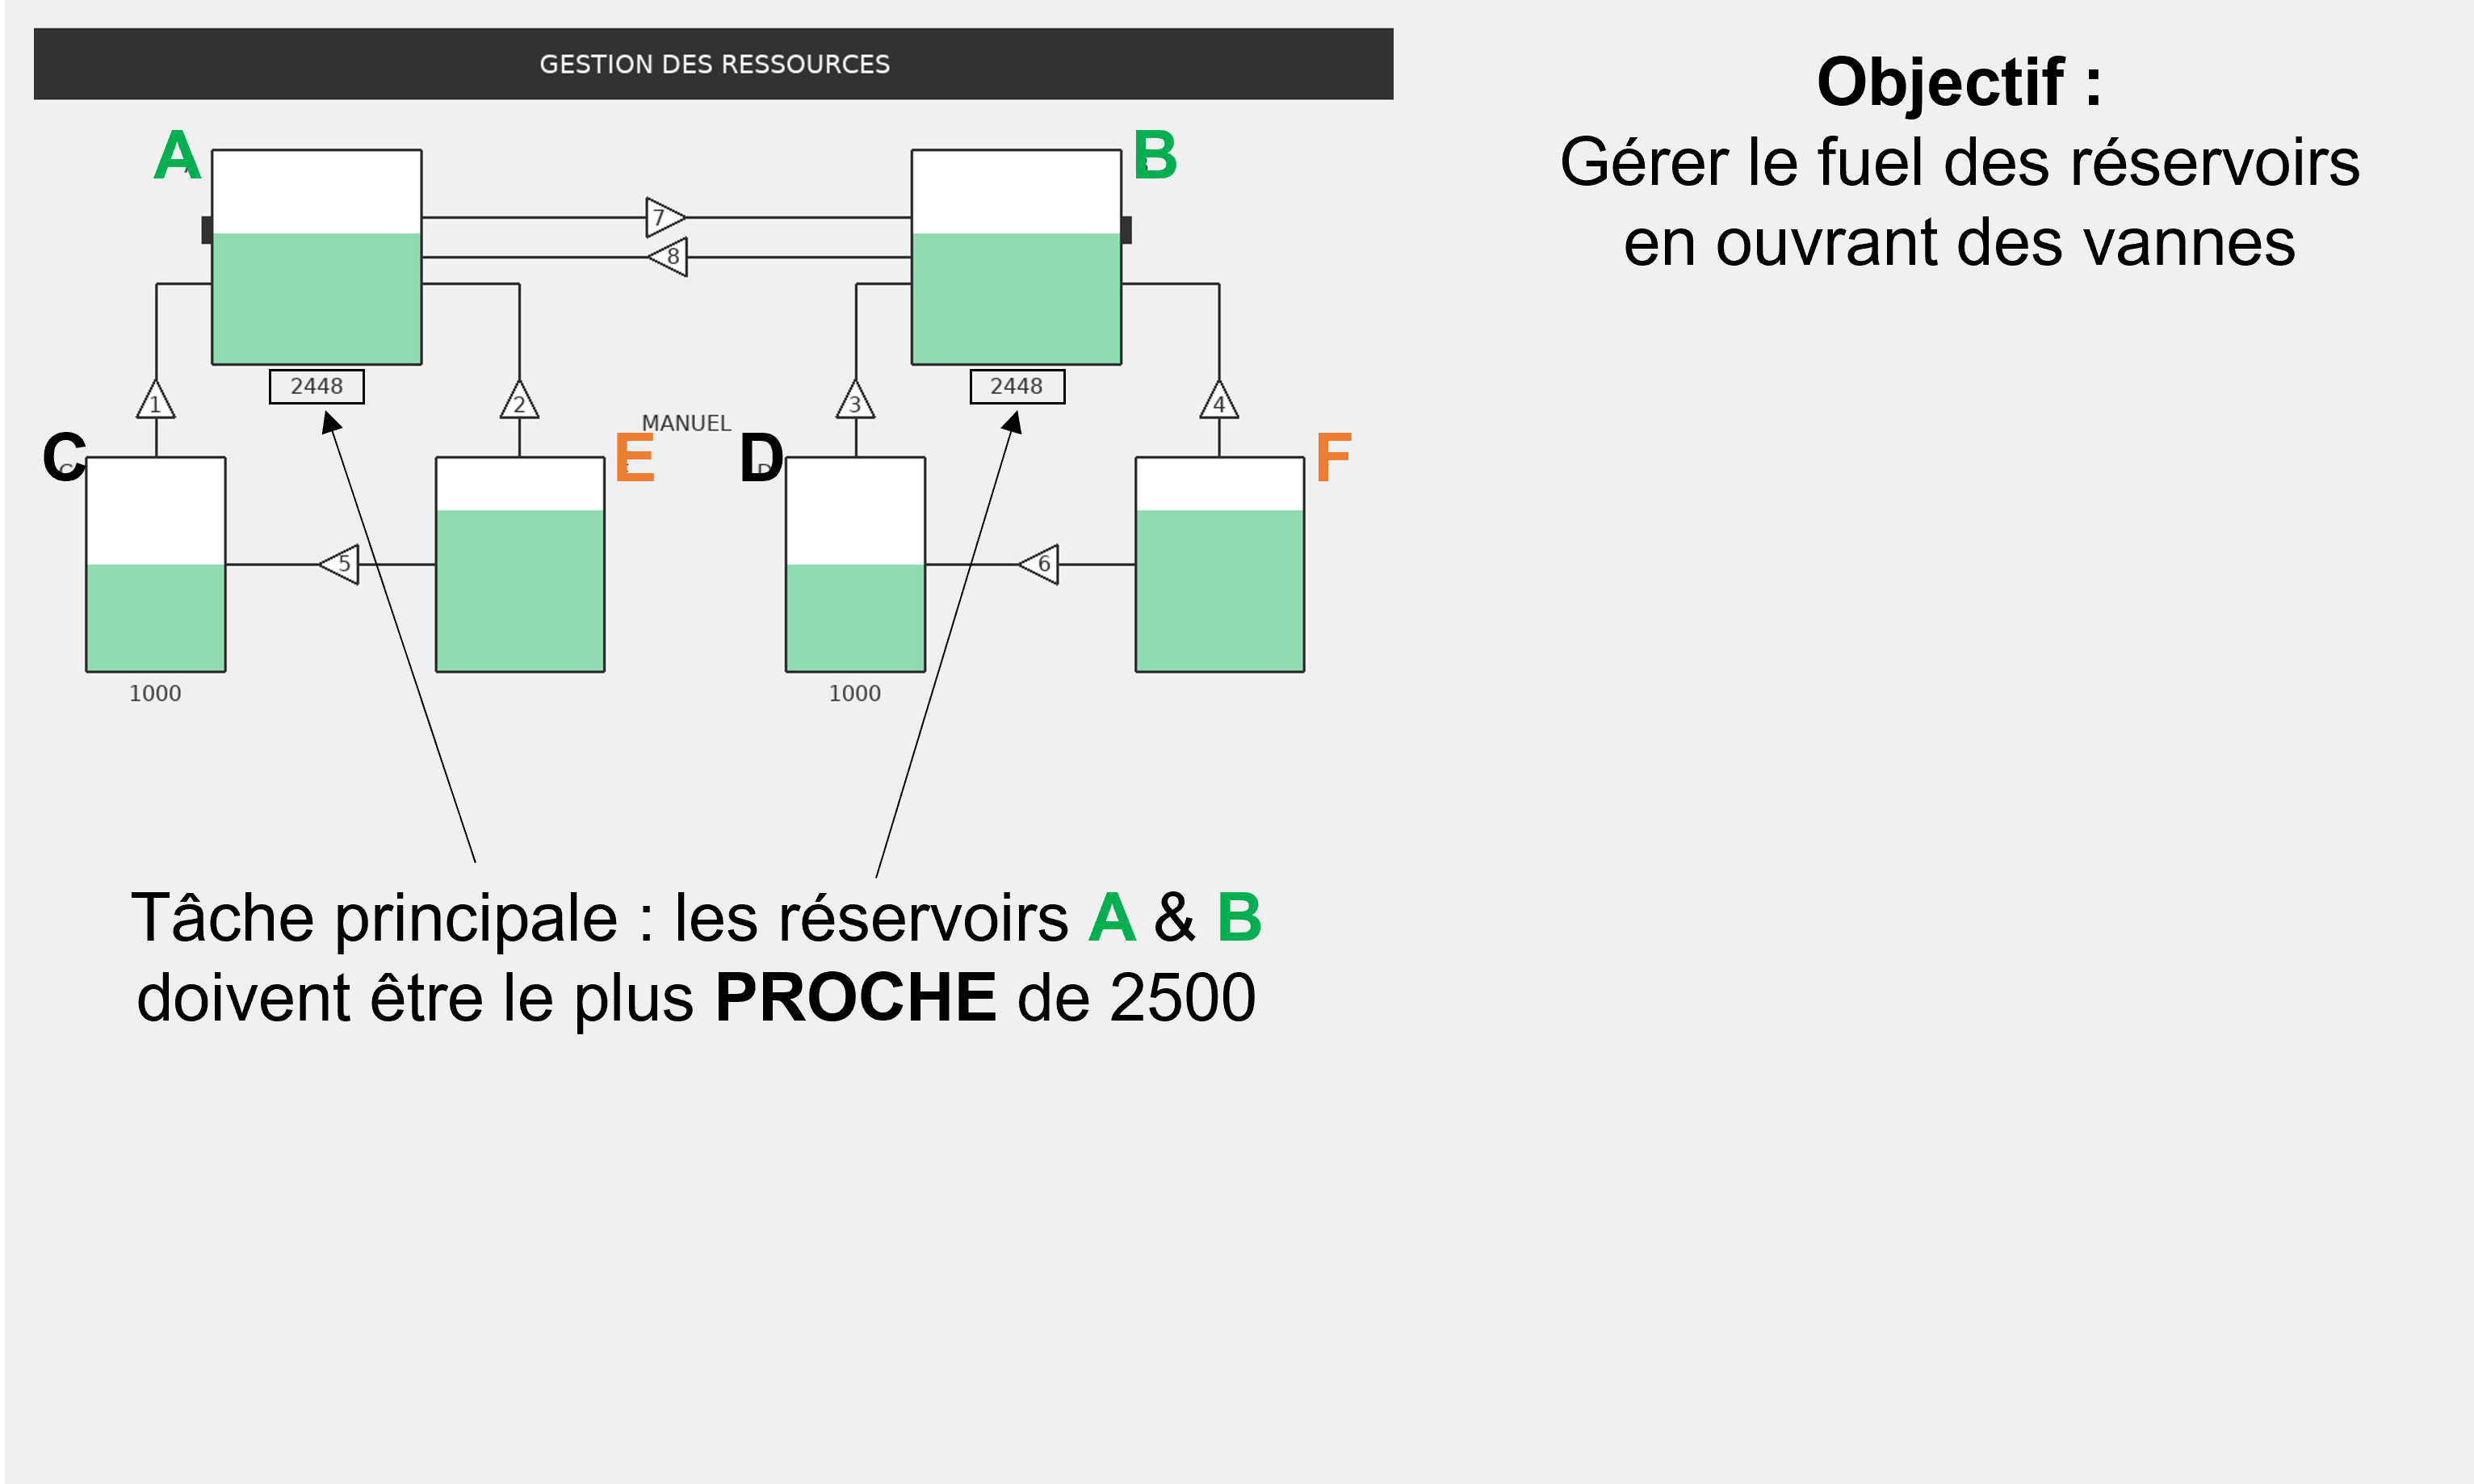 GESTION DES RESSOURCES
A
B
7
8
2448
2448
1
2
3
4
MANUEL
C
E
D
F
5
6
1000
1000
Tâche principale : les réservoirs A & B
doivent être le plus PROCHE de 2500
Objectif :
Gérer le fuel des réservoirs
en ouvrant des vannes